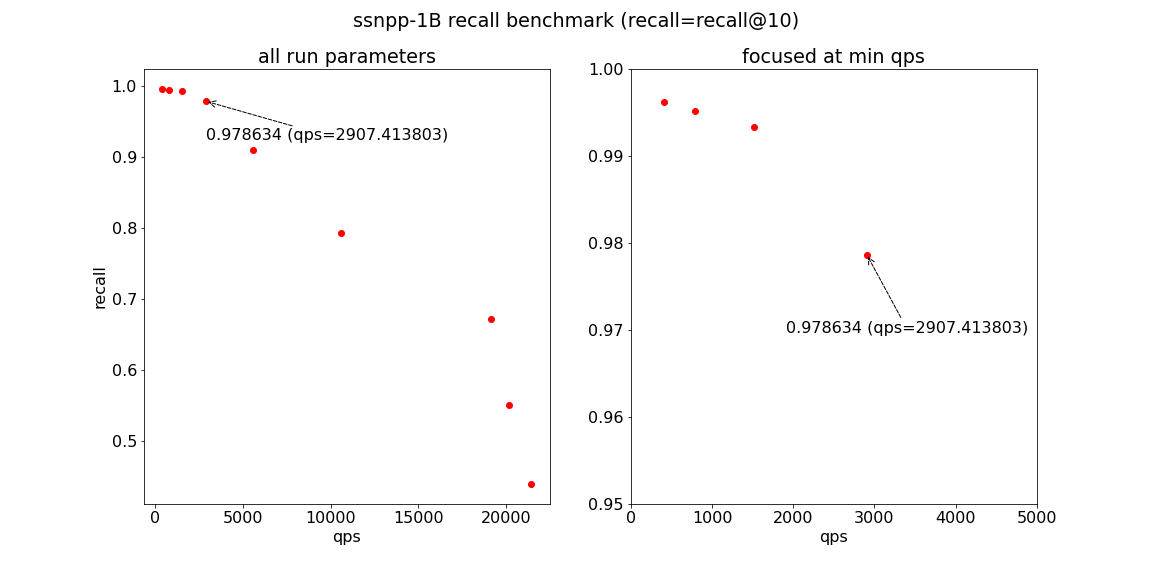 ssnpp-1B recall benchmark (recall=recall@10)
all run parameters
1.0
0.9
0.8
0.7
0.6
0.5
recall
0.978634 (qps=2907.413803)
0
5000
10000
15000
20000
qps
focused at min qps
1.00
0.99
0.98
0.97
0.96
0.95
0.978634 (qps=2907.413803)
0
1000
2000
3000
4000
5000
qps